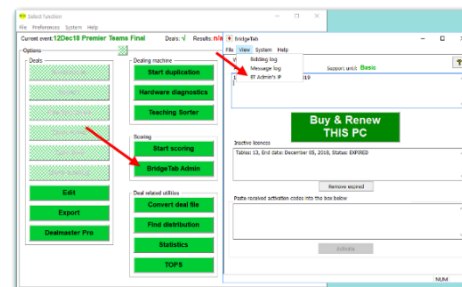 Select function
File Preferences System Help
Current event: 12Dec18 Premier Teams Final Deals: √ Results: n/a
Options
Deals
Edit
Export
Dealmaster Pro
Dealing machine
Start duplication
Hardware diagnostics
Teaching Sorter
Scoring
Start scoring
BridgeTab Admin
Deal related utilities
Convert deal file
Find distribution
Statistics
TOPS
BridgeTab
File View System Help
Bidding log
Message log
BT Admin's IP
Support until: Basic
Buy & Renew
THIS PC
Inactive licences
Tables: 13, End date: December 05, 2018, Status: EXPIRED
Remove expired
Paste received activation codes into the box below
Activate
NUM